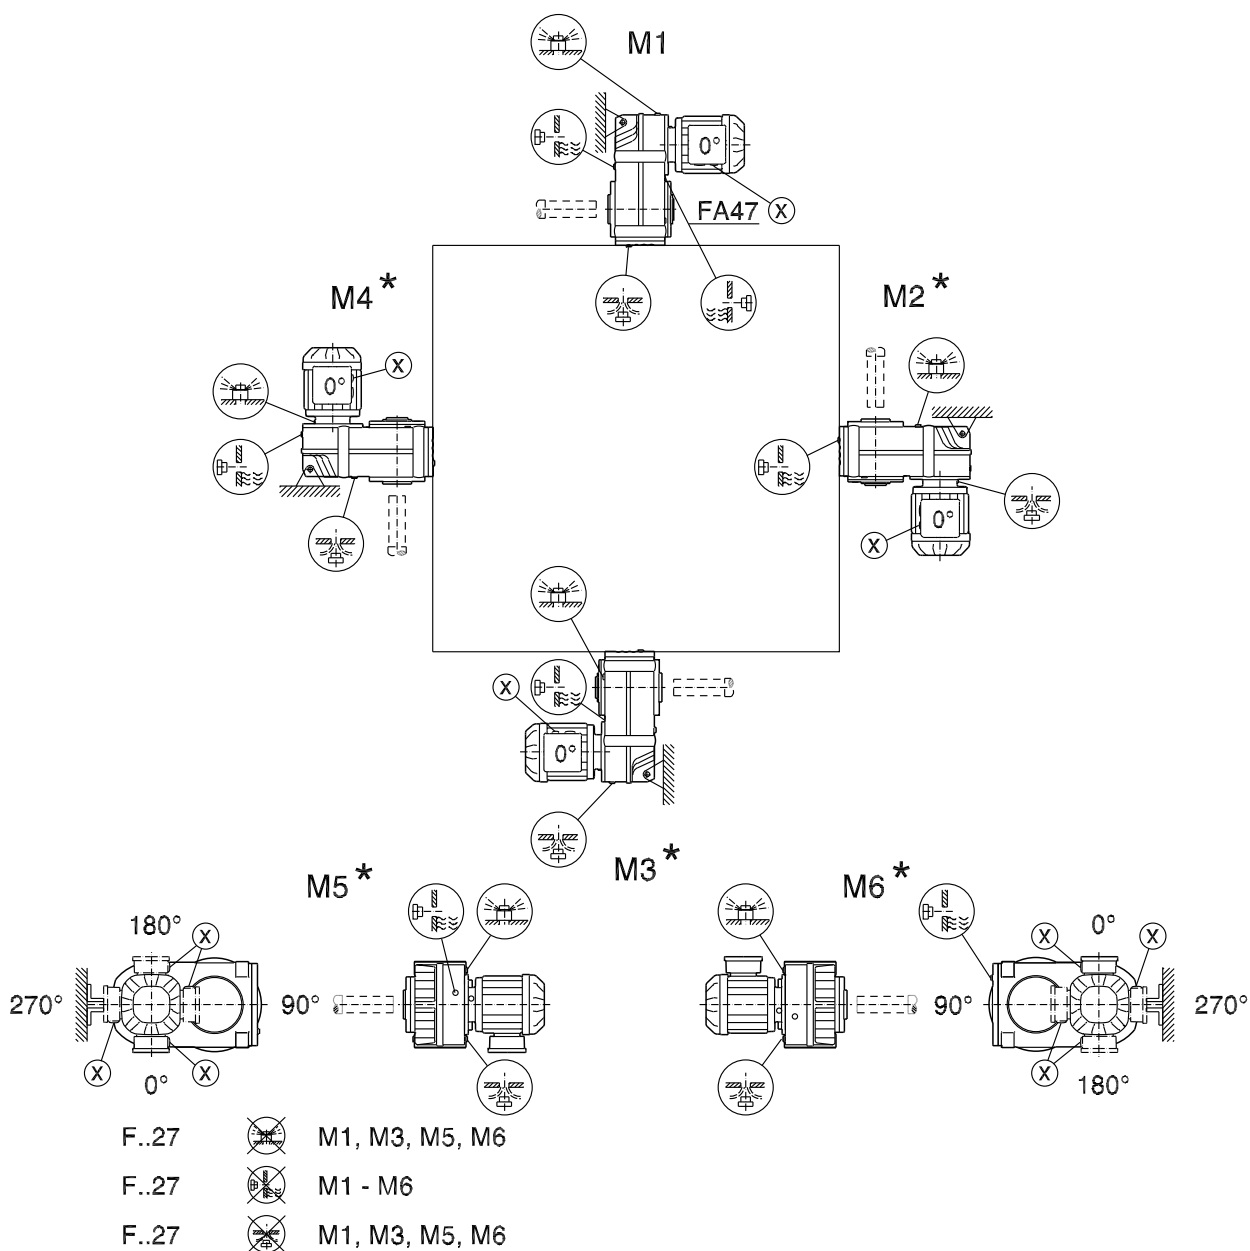 M1
0°
FA47 X
M4*
M2*
X
0°
0°
X
X
0°
M3*
M5*
M6*
180° X
0° X
X
270°
90°
90°
270°
X 0° X
X 180°
F..27 M1, M3, M5, M6
F..27 M1 - M6
F..27 M1, M3, M5, M6